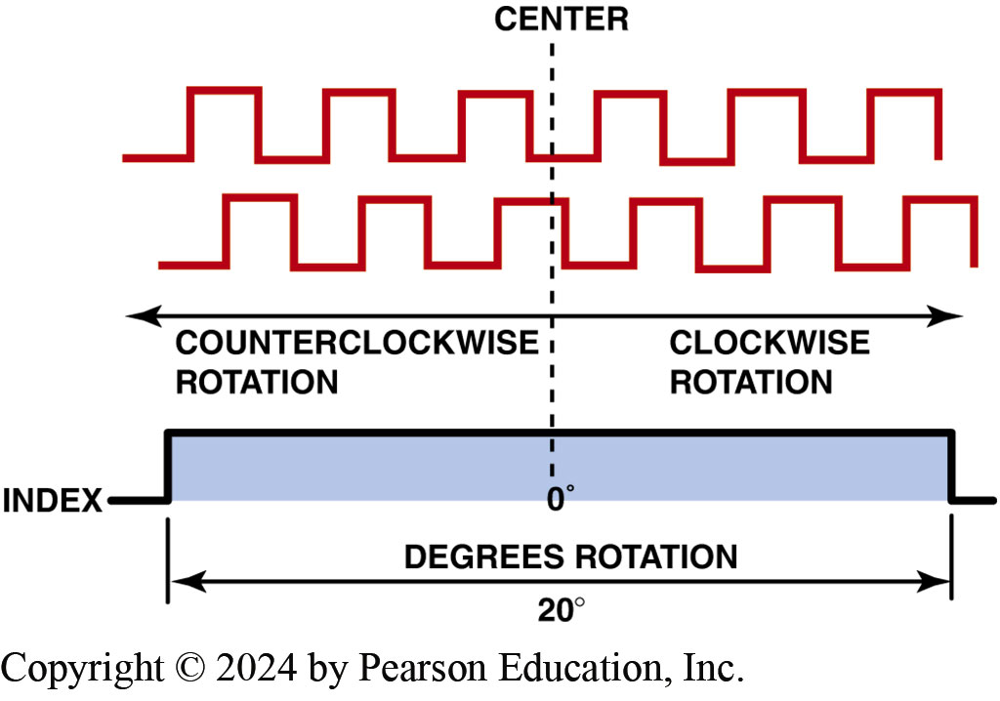 CENTER
COUNTERCLOCKWISE
ROTATION
CLOCKWISE
ROTATION
INDEX
0°
DEGREES ROTATION
20°
Copyright © 2024 by Pearson Education, Inc.